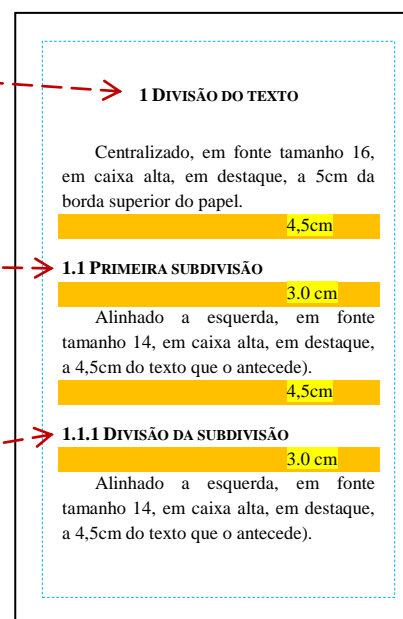 1 DIVISÃO DO TEXTO
Centralizado, em fonte tamanho 16,
em caixa alta, em destaque, a 5cm da
borda superior do papel.
4,5cm
1.1 PRIMEIRA SUBDIVISÃO
3.0 cm
Alinhado a esquerda, em fonte
tamanho 14, em caixa alta, em destaque,
a 4,5cm do texto que o antecede).
4,5cm
1.1.1 DIVISÃO DA SUBDIVISÃO
3.0 cm
Alinhado a esquerda, em fonte
tamanho 14, em caixa alta, em destaque,
a 4,5cm do texto que o antecede).